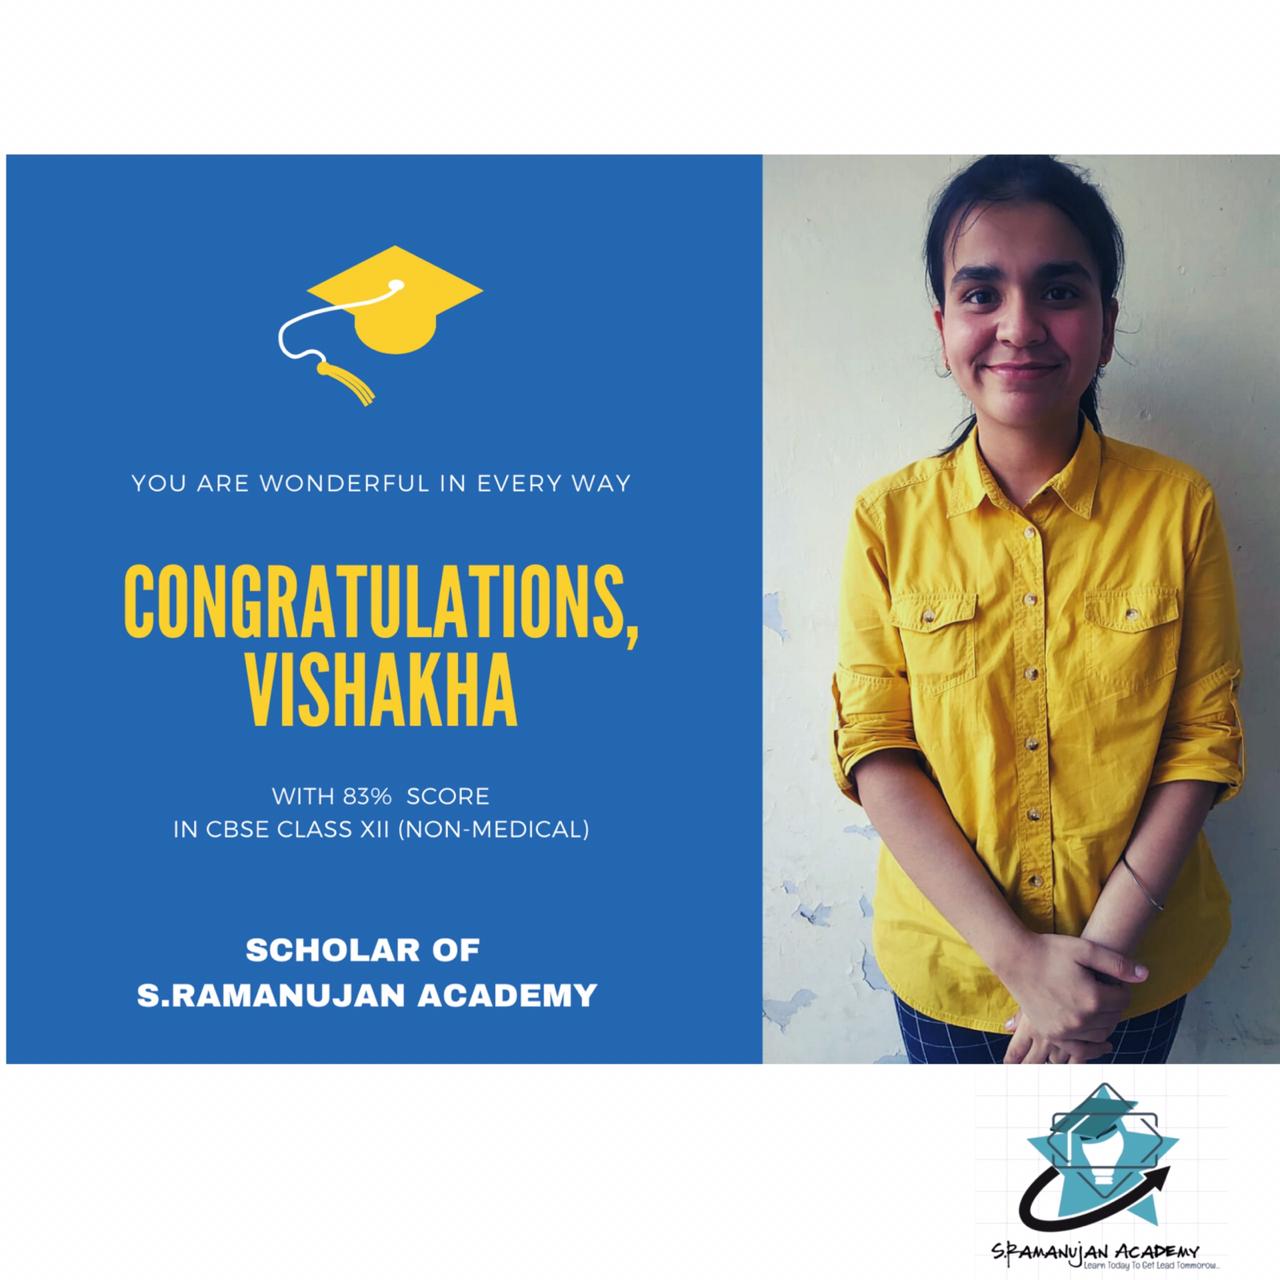 YOU ARE WONDERFUL IN EVERY WAY
CONGRATULATIONS,
VISHAKHA
WITH 83% SCORE
IN CBSE CLASS XII (NON-MEDICAL)
SCHOLAR OF
S.RAMANUJAN ACADEMY
S.RAMANUJAN ACADEMY
Learn Today To Get Lead Tommorow..